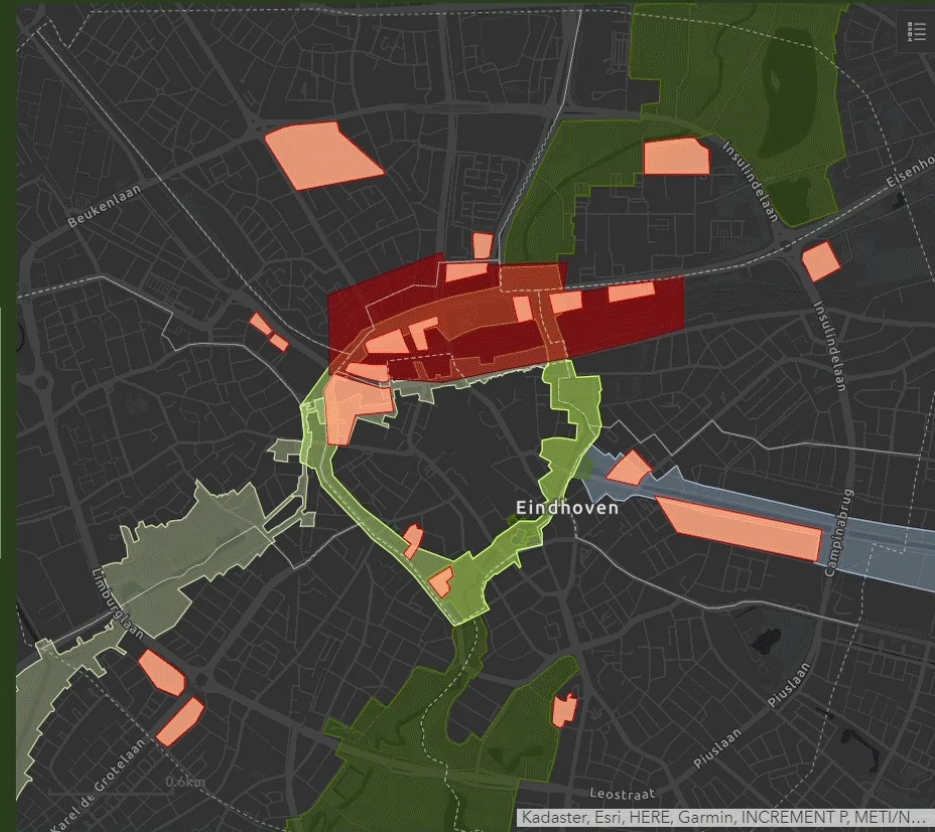 Insulindelaan
Eisenho
Beukenlaan
Insulindelaan
Eindhoven
Campinabrug
Limburglaan
Piuslaan
Piuslaan
Karel de Grotelaan
0.6km
Leostraat
Kadaster, Esri, HERE, Garmin, INCREMENT P, METI/N...